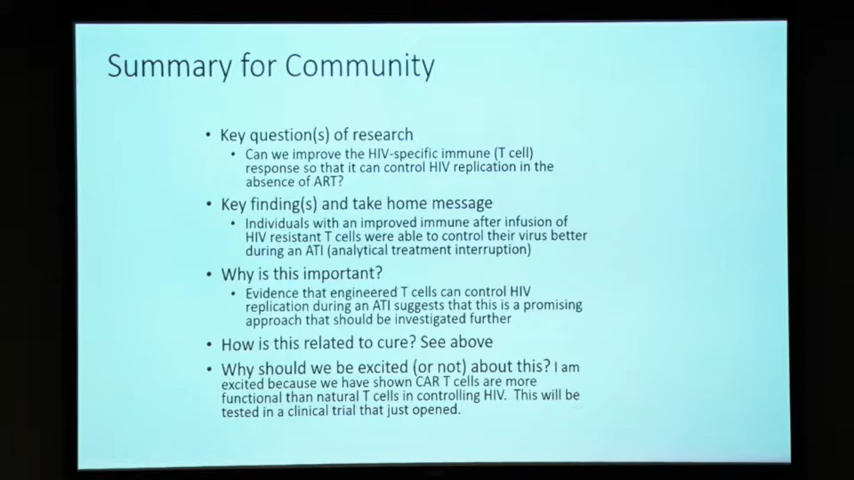 Summary for Community
• Key question(s) of research
• Can we improve the HIV-specific immune (T cell)
response so that it can control HIV replication in the
absence of ART?
• Key finding(s) and take home message
• Individuals with an improved immune after infusion of
HIV resistant T cells were able to control their virus better
during an ATI (analytical treatment interruption)
• Why is this important?
• Evidence that engineered T cells can control HIV
replication during an ATI suggests that this is a promising
approach that should be investigated further
• How is this related to cure? See above
• Why should we be excited (or not) about this? I am
excited because we have shown CAR T cells are more
functional than natural T cells in controlling HIV. This will be
tested in a clinical trial that just opened.